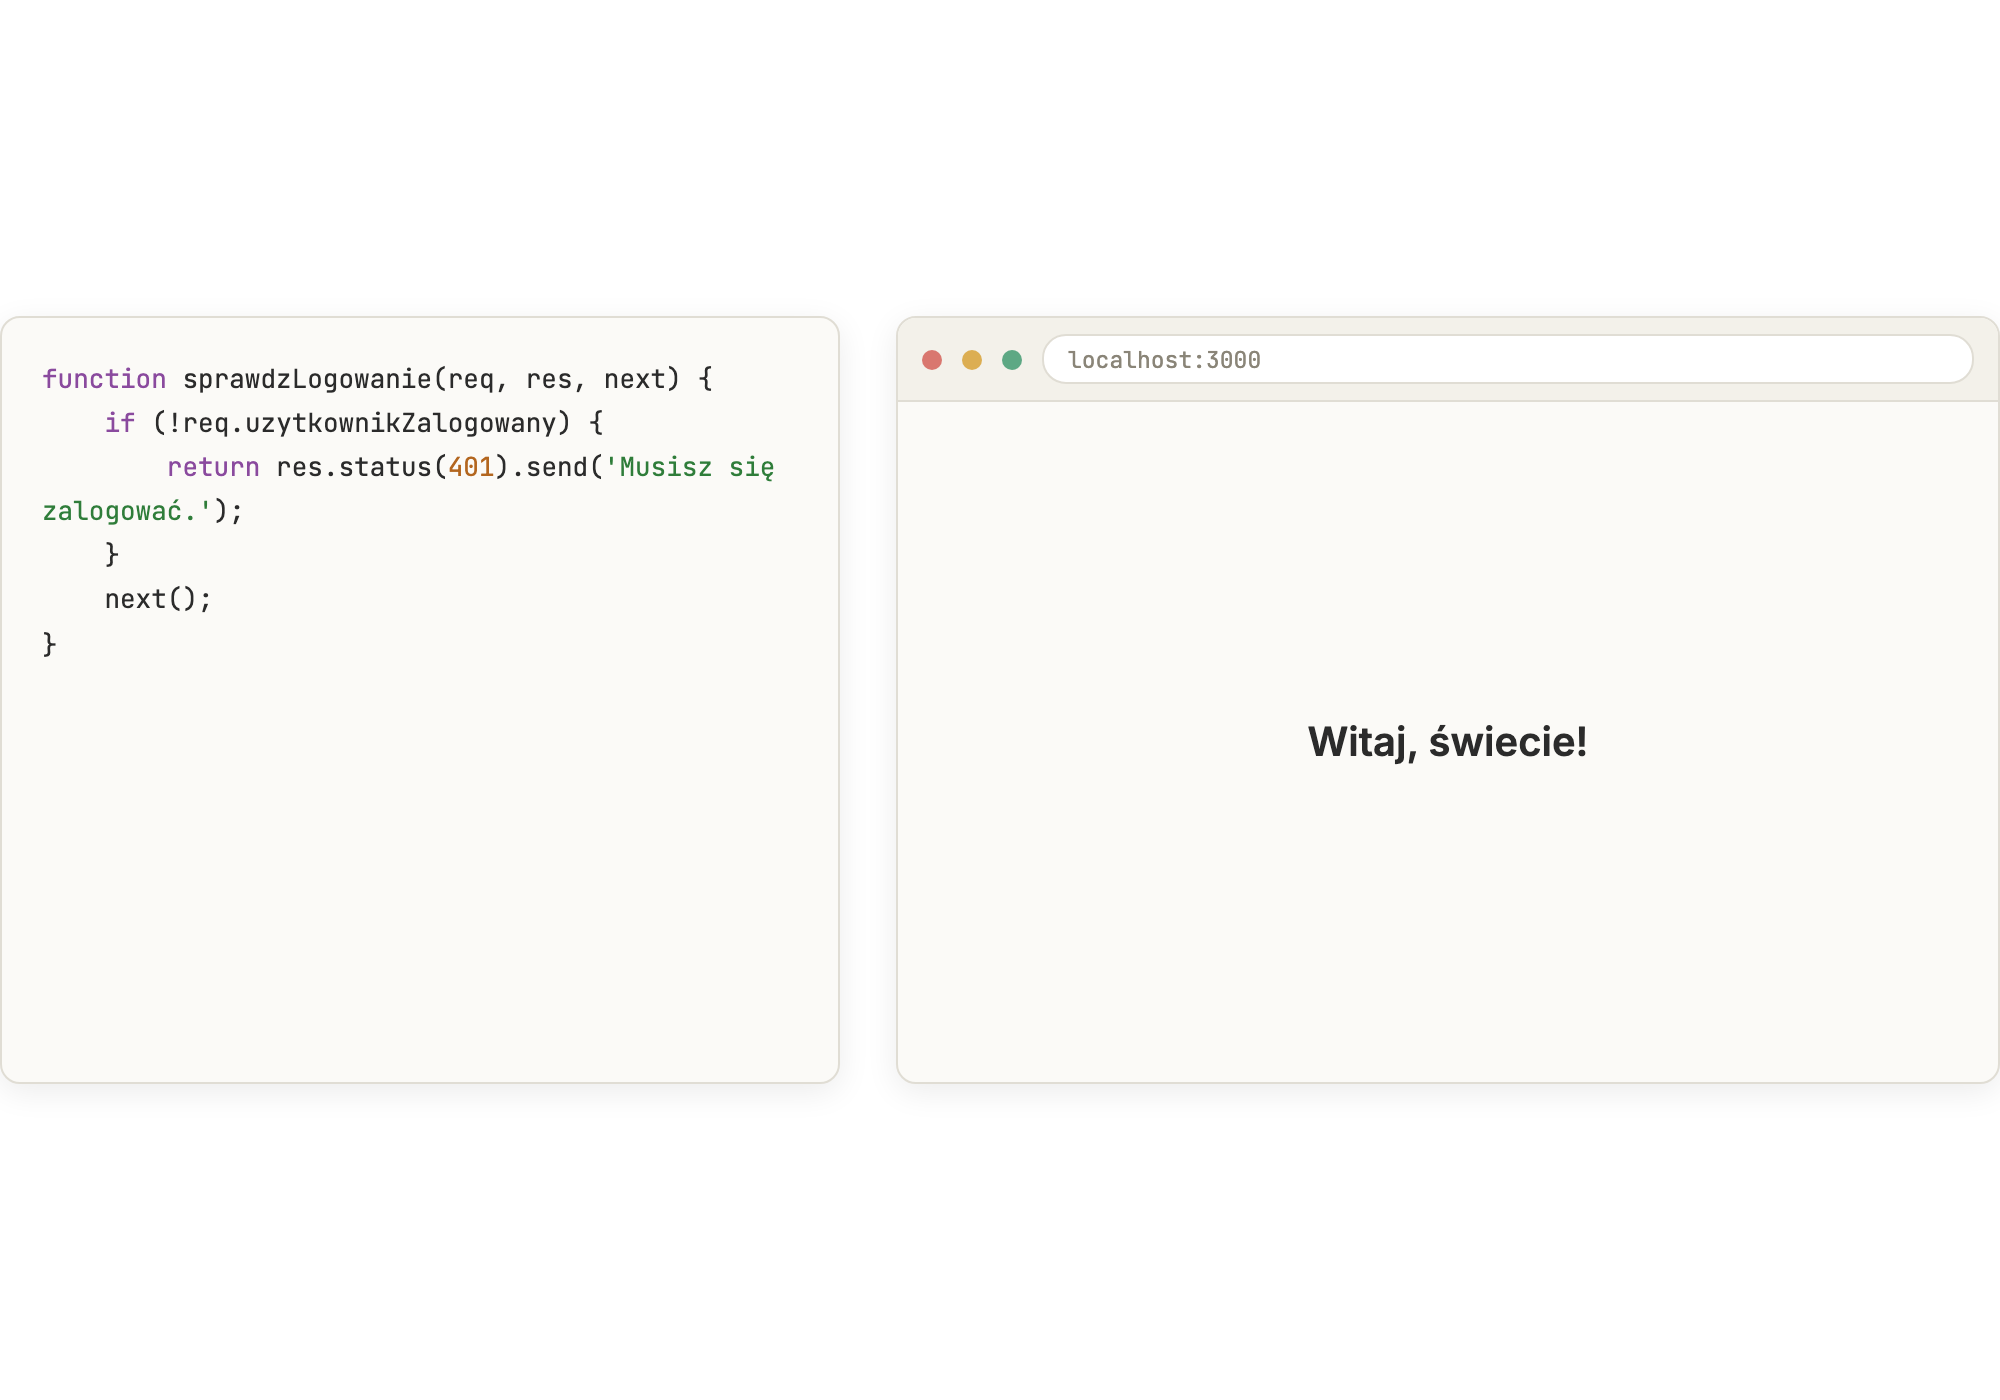 function sprawdzLogowanie(req, res, next) {
    if (!req.uzytkownikZalogowany) {
        return res.status(401).send('Musisz się
zalogować.');
    }
    next();
}
localhost:3000
Witaj, świecie!